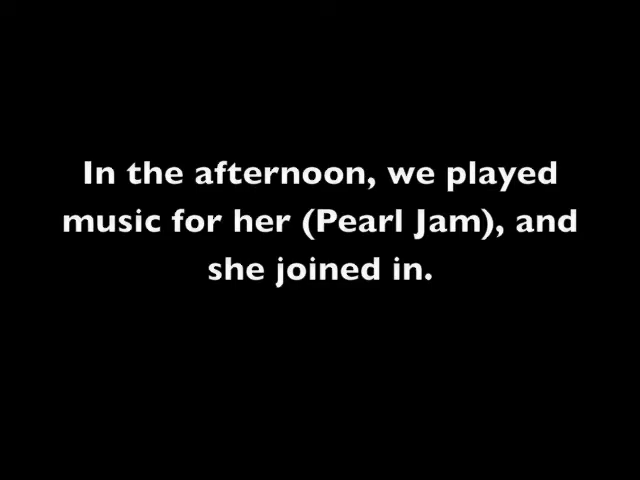 In the afternoon, we played
music for her (Pearl Jam), and
she joined in.